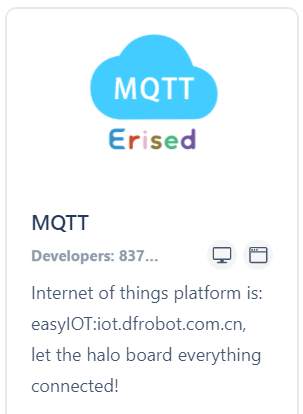 MQTT
Erised
MQTT
Developers: 837...
Internet of things platform is:
easyIOT:iot.dfrobot.com.cn,
let the halo board everything
connected!